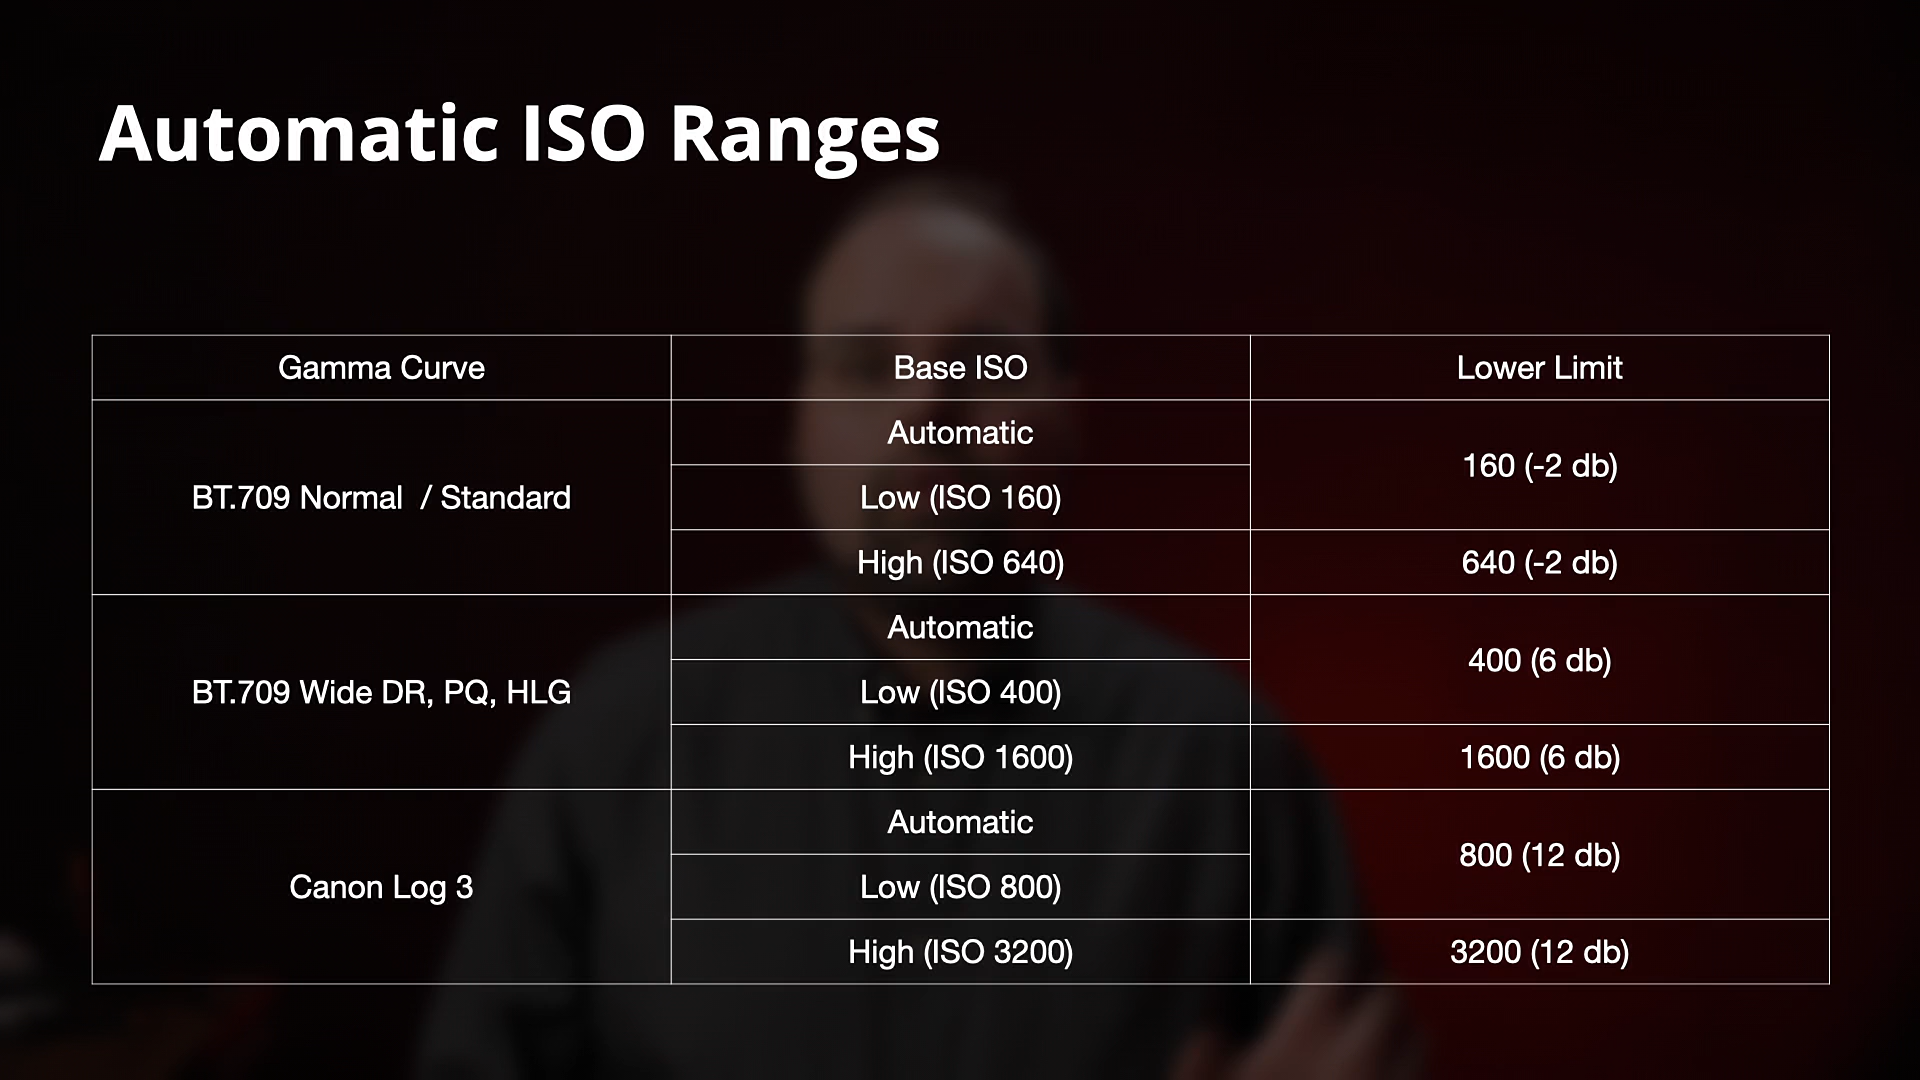 Automatic ISO Ranges
Gamma Curve Base ISO Lower Limit
BT.709 Normal / Standard
Automatic
Low (ISO 160)
160 (-2 db)
High (ISO 640) 640 (-2 db)
BT.709 Wide DR, PQ, HLG
Automatic
Low (ISO 400)
400 (6 db)
High (ISO 1600) 1600 (6 db)
Canon Log 3
Automatic
Low (ISO 800)
800 (12 db)
High (ISO 3200) 3200 (12 db)